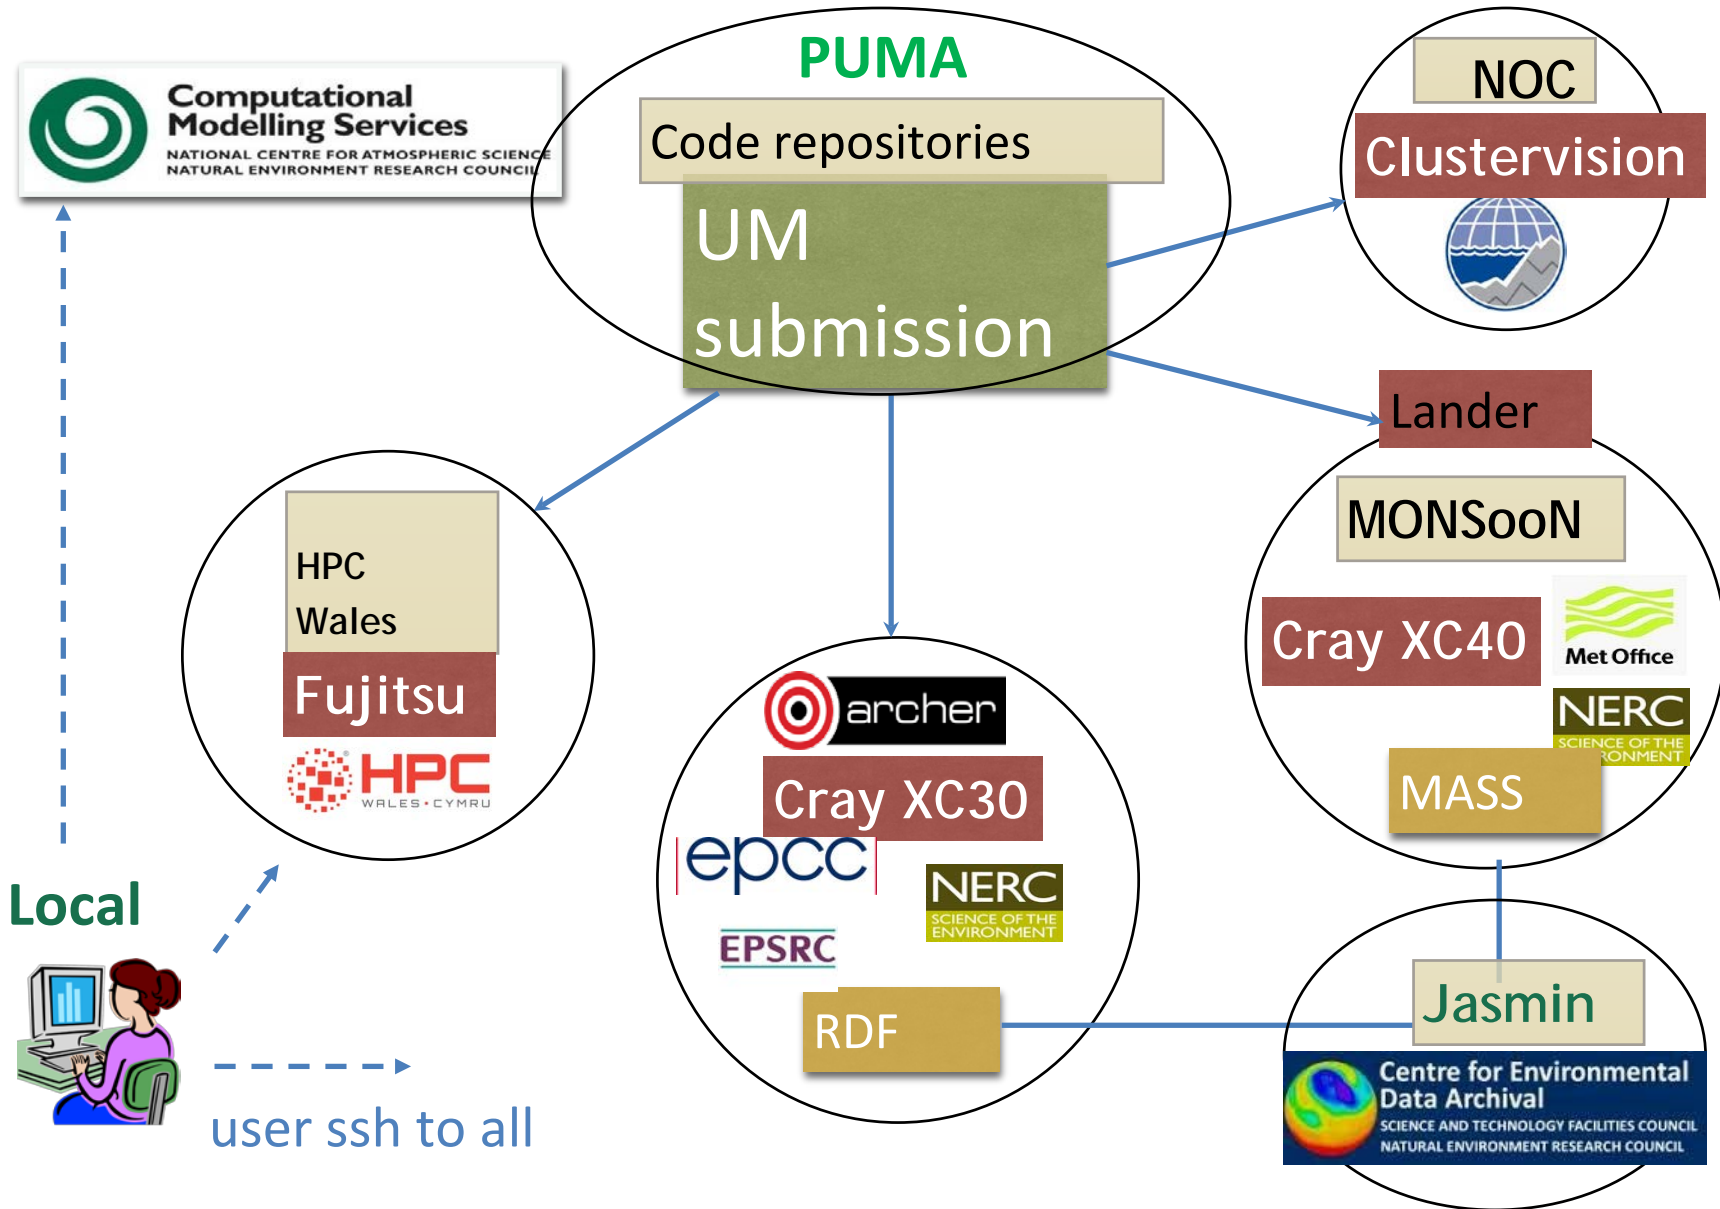 Computational
Modelling Services
NATIONAL CENTRE FOR ATMOSPHERIC SCIENCE
NATURAL ENVIRONMENT RESEARCH COUNCIL
PUMA
Code repositories
UM
submission
NOC
Clustervision
Lander
MONSooN
Cray XC40
Met Office
NERC
SCIENCE OF THE
MASS
HPC
Wales
Fujitsu
HPC
WALES•CYMRU
archer
Cray XC30
epcc
NERC
SCIENCE OF THE
ENVIRONMENT
EPSRC
RDF
Local
user ssh to all
Jasmin
Centre for Environmental
Data Archival
SCIENCE AND TECHNOLOGY FACILITIES COUNCIL
NATURAL ENVIRONMENT RESEARCH COUNCIL